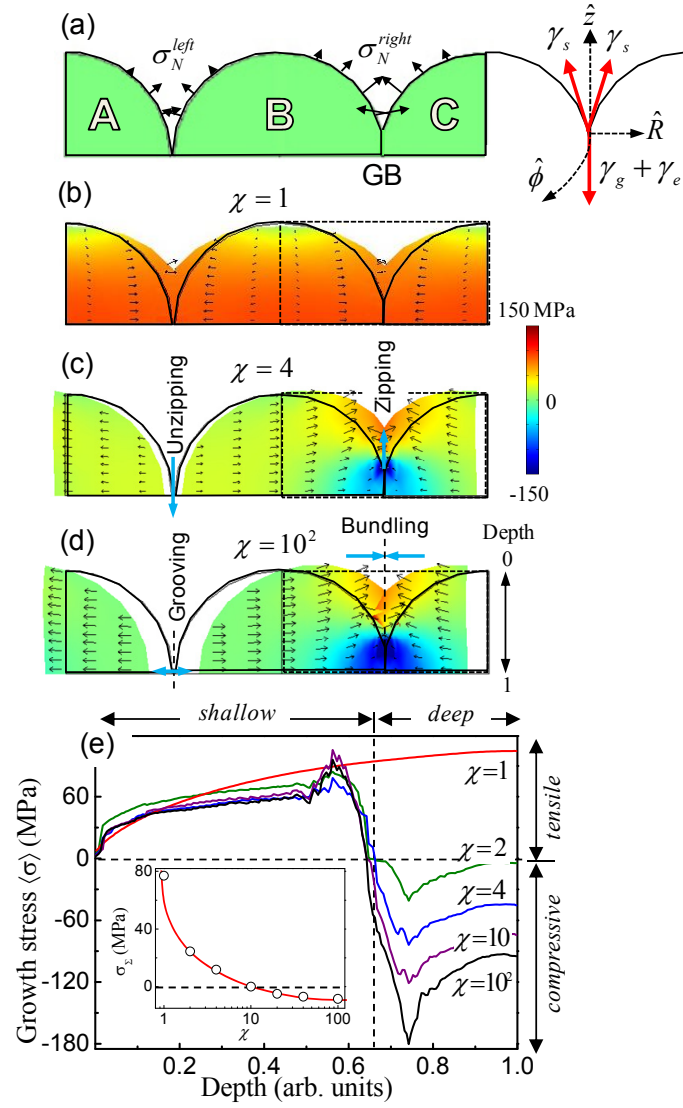 (a)
σ_N^left
σ_N^right
A
B
C
GB
ẑ
γ_s
γ_s
R̂
φ̂
γ_g + γ_e
(b)
χ = 1
150 MPa
-150
(c)
χ = 4
Unzipping
Zipping
(d)
χ = 10²
Grooving
Bundling
Depth
0
1
shallow
deep
(e)
Growth stress ⟨σ⟩ (MPa)
60
0
-60
-120
-180
χ=1
χ=2
χ=4
χ=10
χ=10²
tensile
compressive
σ_Σ (MPa)
80
40
0
1
10
100
χ
0.2
0.4
0.6
0.8
1.0
Depth (arb. units)